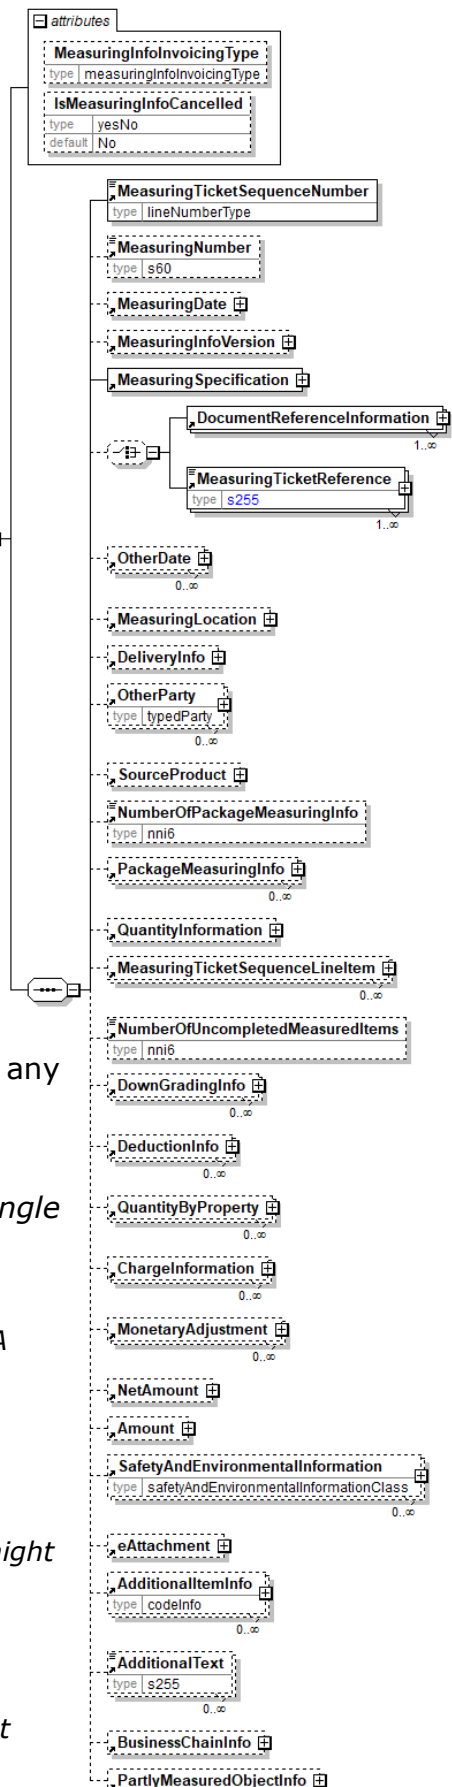 attributes
MeasuringInfoInvoicingType
type measuringInfoInvoicingType
IsMeasuringInfoCancelled
type yesNo
default No
MeasuringTicketSequenceNumber
type lineNumberType
MeasuringNumber
type s60
MeasuringDate
MeasuringInfoVersion
MeasuringSpecification
DocumentReferenceInformation
1..∞
MeasuringTicketReference
type s255
1..∞
OtherDate
0..∞
MeasuringLocation
DeliveryInfo
OtherParty
type typedParty
0..∞
SourceProduct
NumberOfPackageMeasuringInfo
type nni6
PackageMeasuringInfo
0..∞
QuantityInformation
MeasuringTicketSequenceLineItem
0..∞
NumberOfUncompletedMeasuredItems
type nni6
any
DownGradingInfo
0..∞
DeductionInfo
0..∞
ngle
QuantityByProperty
0..∞
ChargeInformation
0..∞
MonetaryAdjustment
A
0..∞
NetAmount
Amount
SafetyAndEnvironmentalInformation
type safetyAndEnvironmentalInformationClass
0..∞
eAttachment
ight
AdditionalItemInfo
type codeInfo
0..∞
AdditionalText
type s255
0..∞
t
BusinessChainInfo
PartlyMeasuredObjectInfo